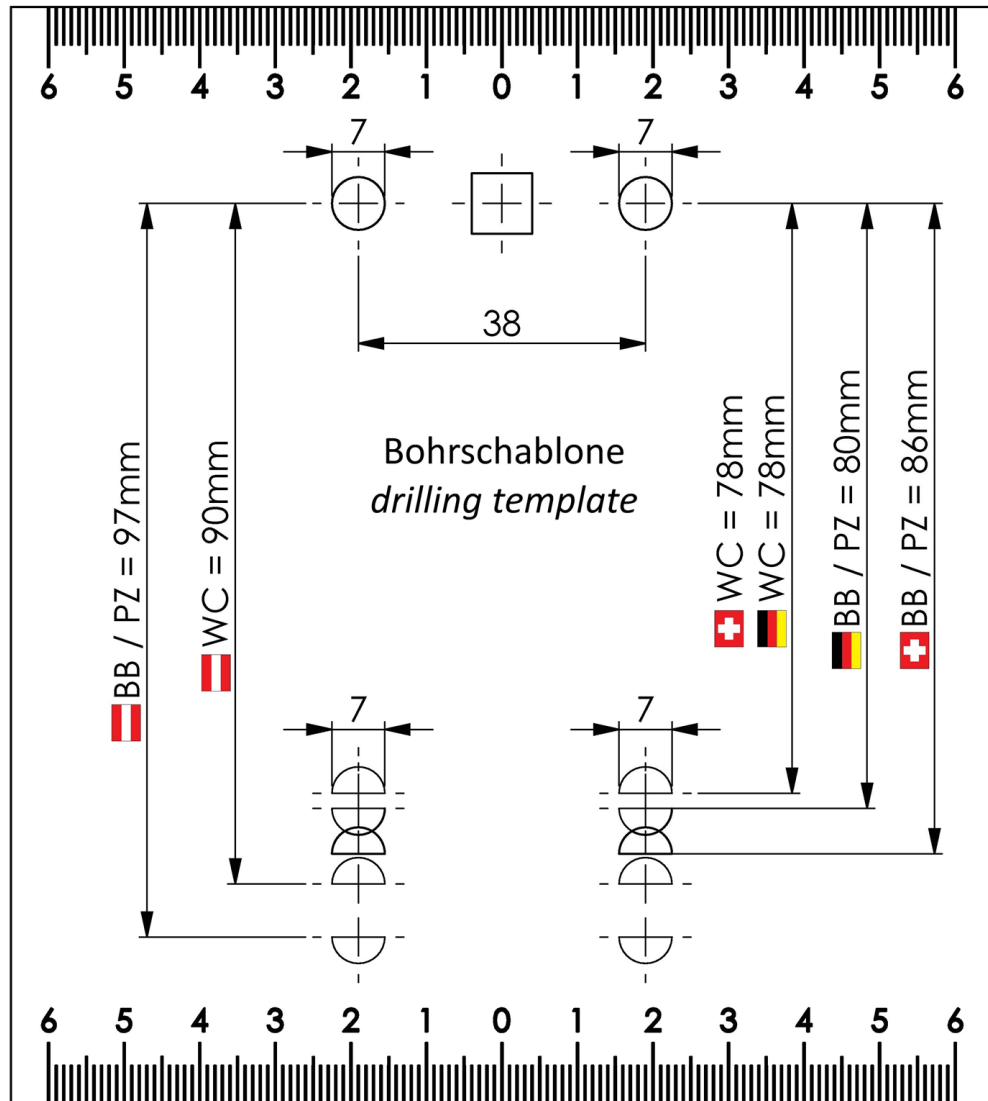 6 5 4 3 2 1 0 1 2 3 4 5 6
7 7
38
Bohrschablone
drilling template
BB / PZ = 97mm
WC = 90mm
WC = 78mm
WC = 78mm
BB / PZ = 80mm
BB / PZ = 86mm
7 7
6 5 4 3 2 1 0 1 2 3 4 5 6